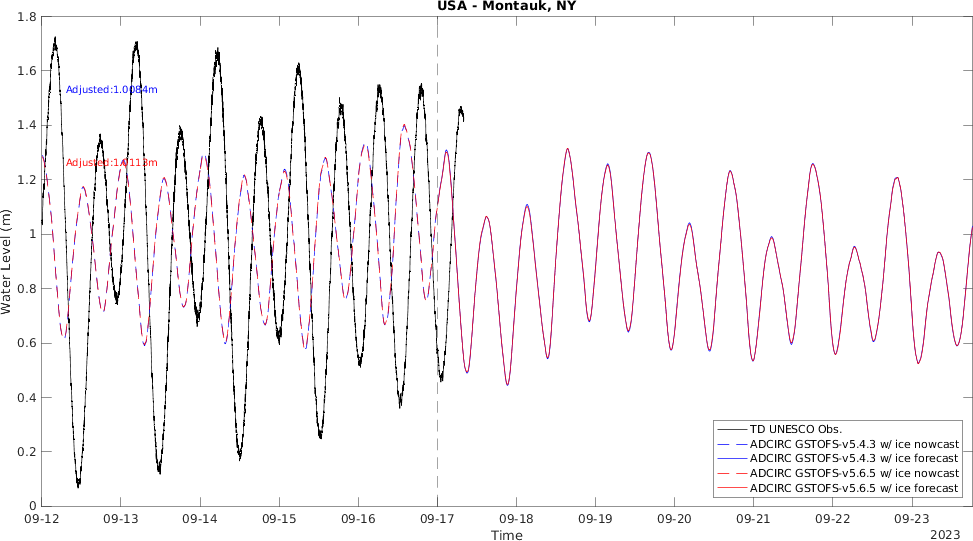 USA - Montauk, NY
Water Level (m)
1.8
1.6
1.4
1.2
1
0.8
0.6
0.4
0.2
0
Adjusted:1.0084m
Adjusted:1.0113m
TD UNESCO Obs.
ADCIRC GSTOFS-v5.4.3 w/ ice nowcast
ADCIRC GSTOFS-v5.4.3 w/ ice forecast
ADCIRC GSTOFS-v5.6.5 w/ ice nowcast
ADCIRC GSTOFS-v5.6.5 w/ ice forecast
09-12 09-13 09-14 09-15 09-16 09-17 09-18 09-19 09-20 09-21 09-22 09-23
Time
2023